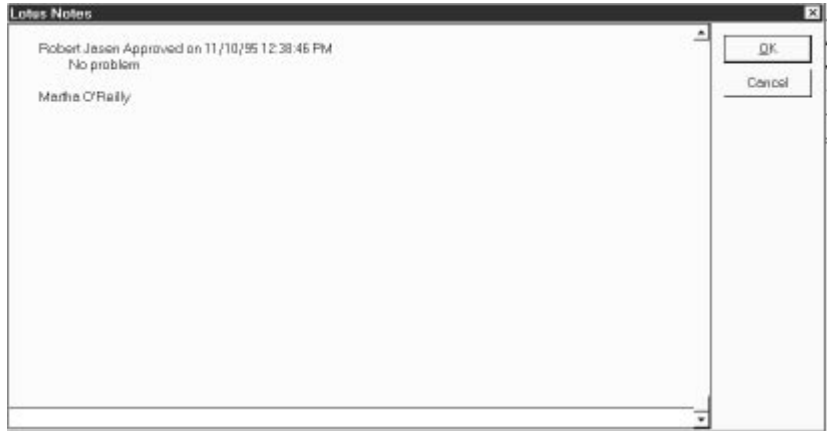 Lotus Notes
Robert Jasen Approved on 11/10/95 12:38:46 PM
No problem
Martha O'Reilly
OK
Cancel